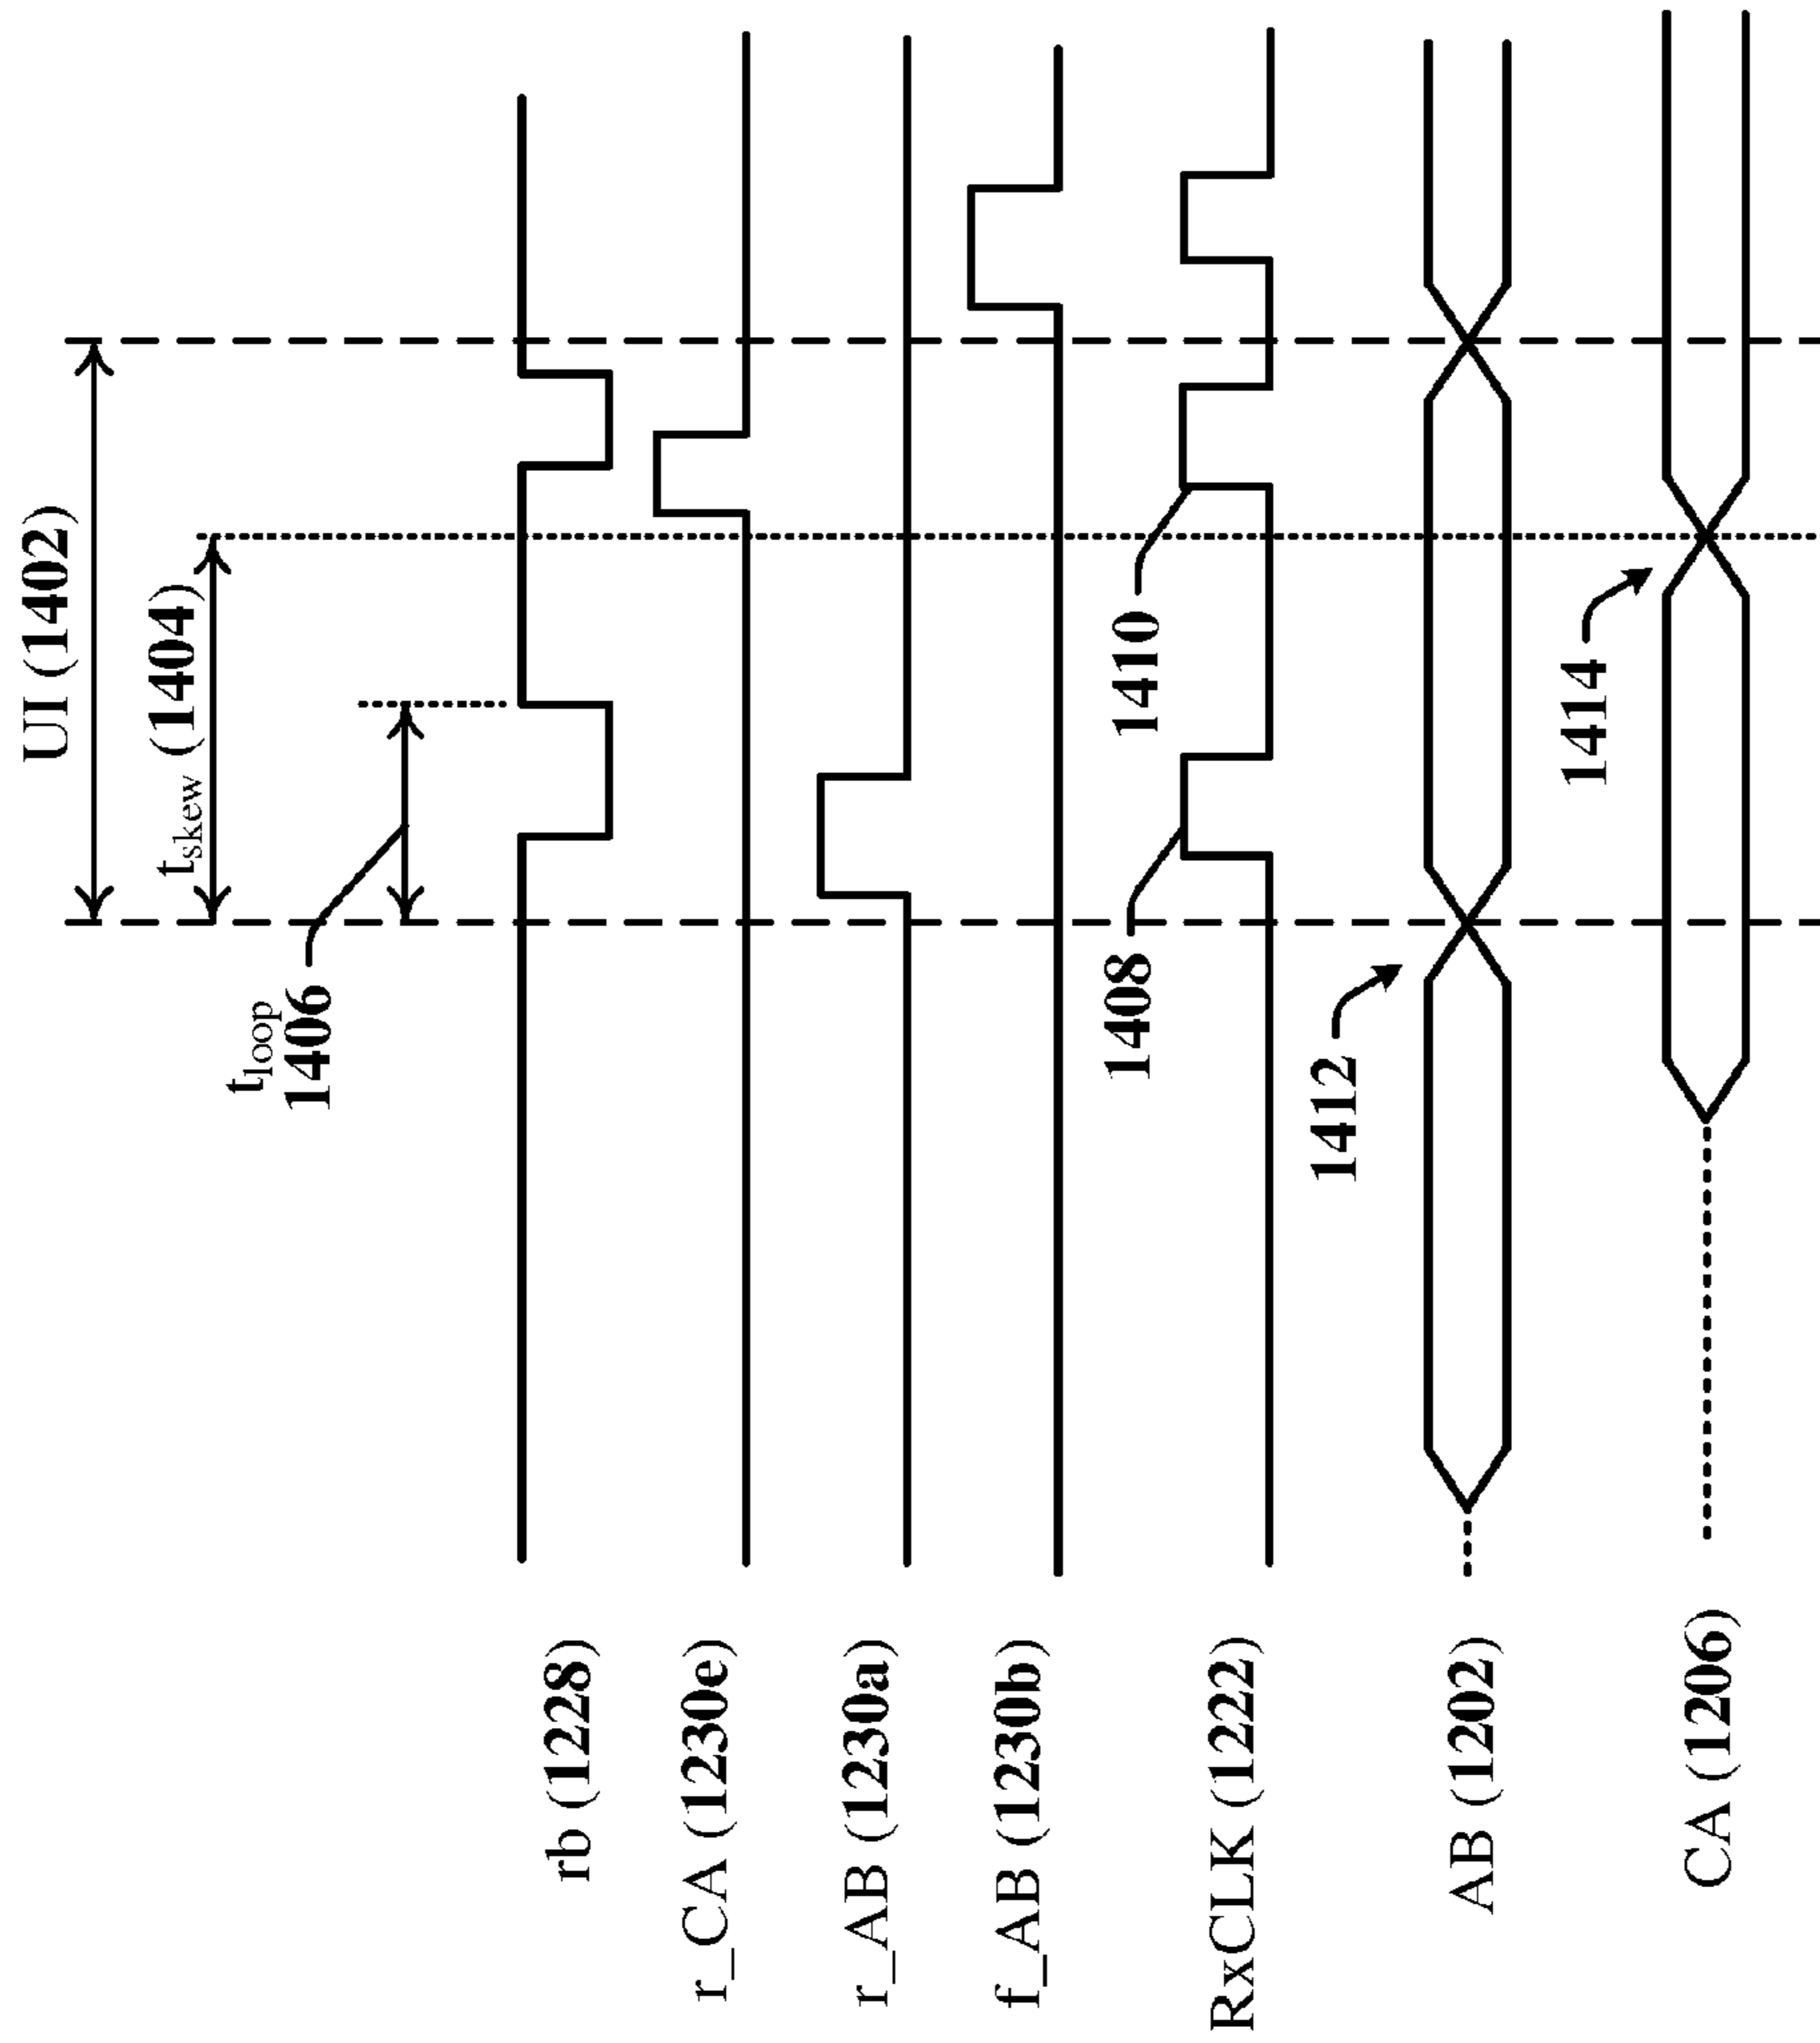 UI (1402)
tskew (1404)
tloop
1406
rb (1228)
r_CA (1230e)
r_AB (1230a)
f_AB (1230b)
1408
1410
RxCLK (1222)
1412
AB (1202)
1414
CA (1206)